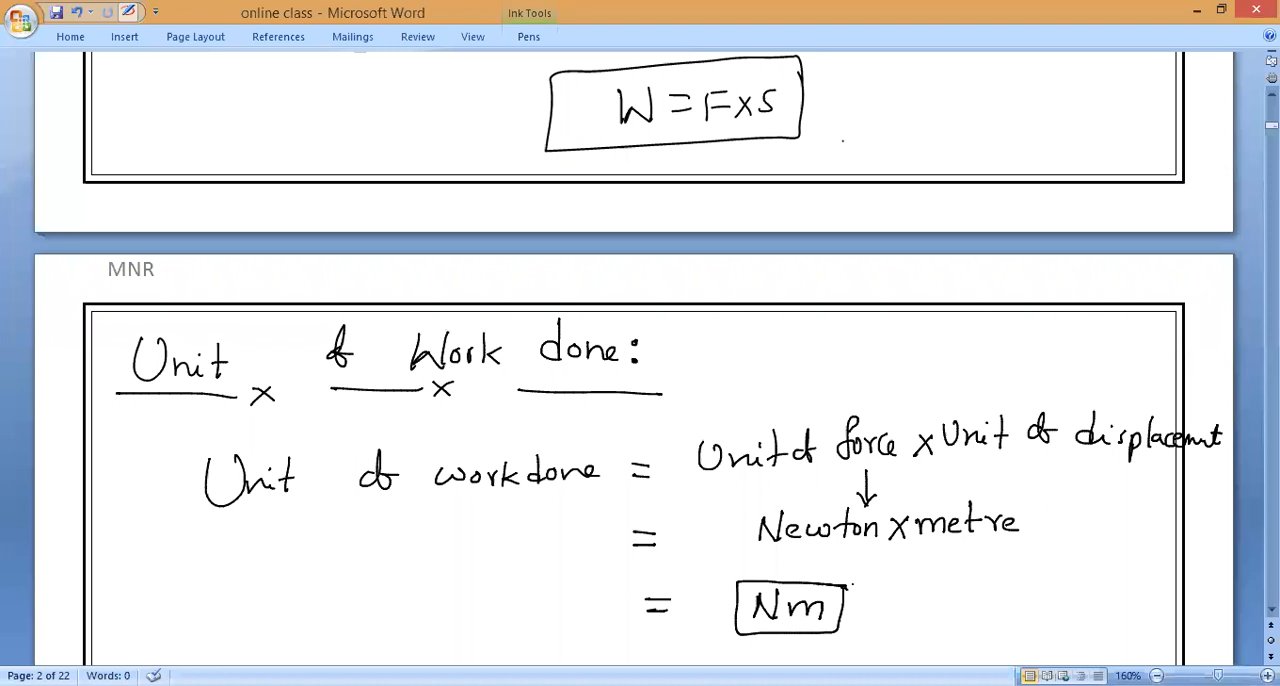 online class - Microsoft Word
Ink Tools
Home Insert Page Layout References Mailings Review View Pens
W = F x s
MNR
Unit of Work done:
Unit of workdone = Unit of force x Unit of displacement
= Newton x metre
= Nm
Page: 2 of 22 Words: 0 160%